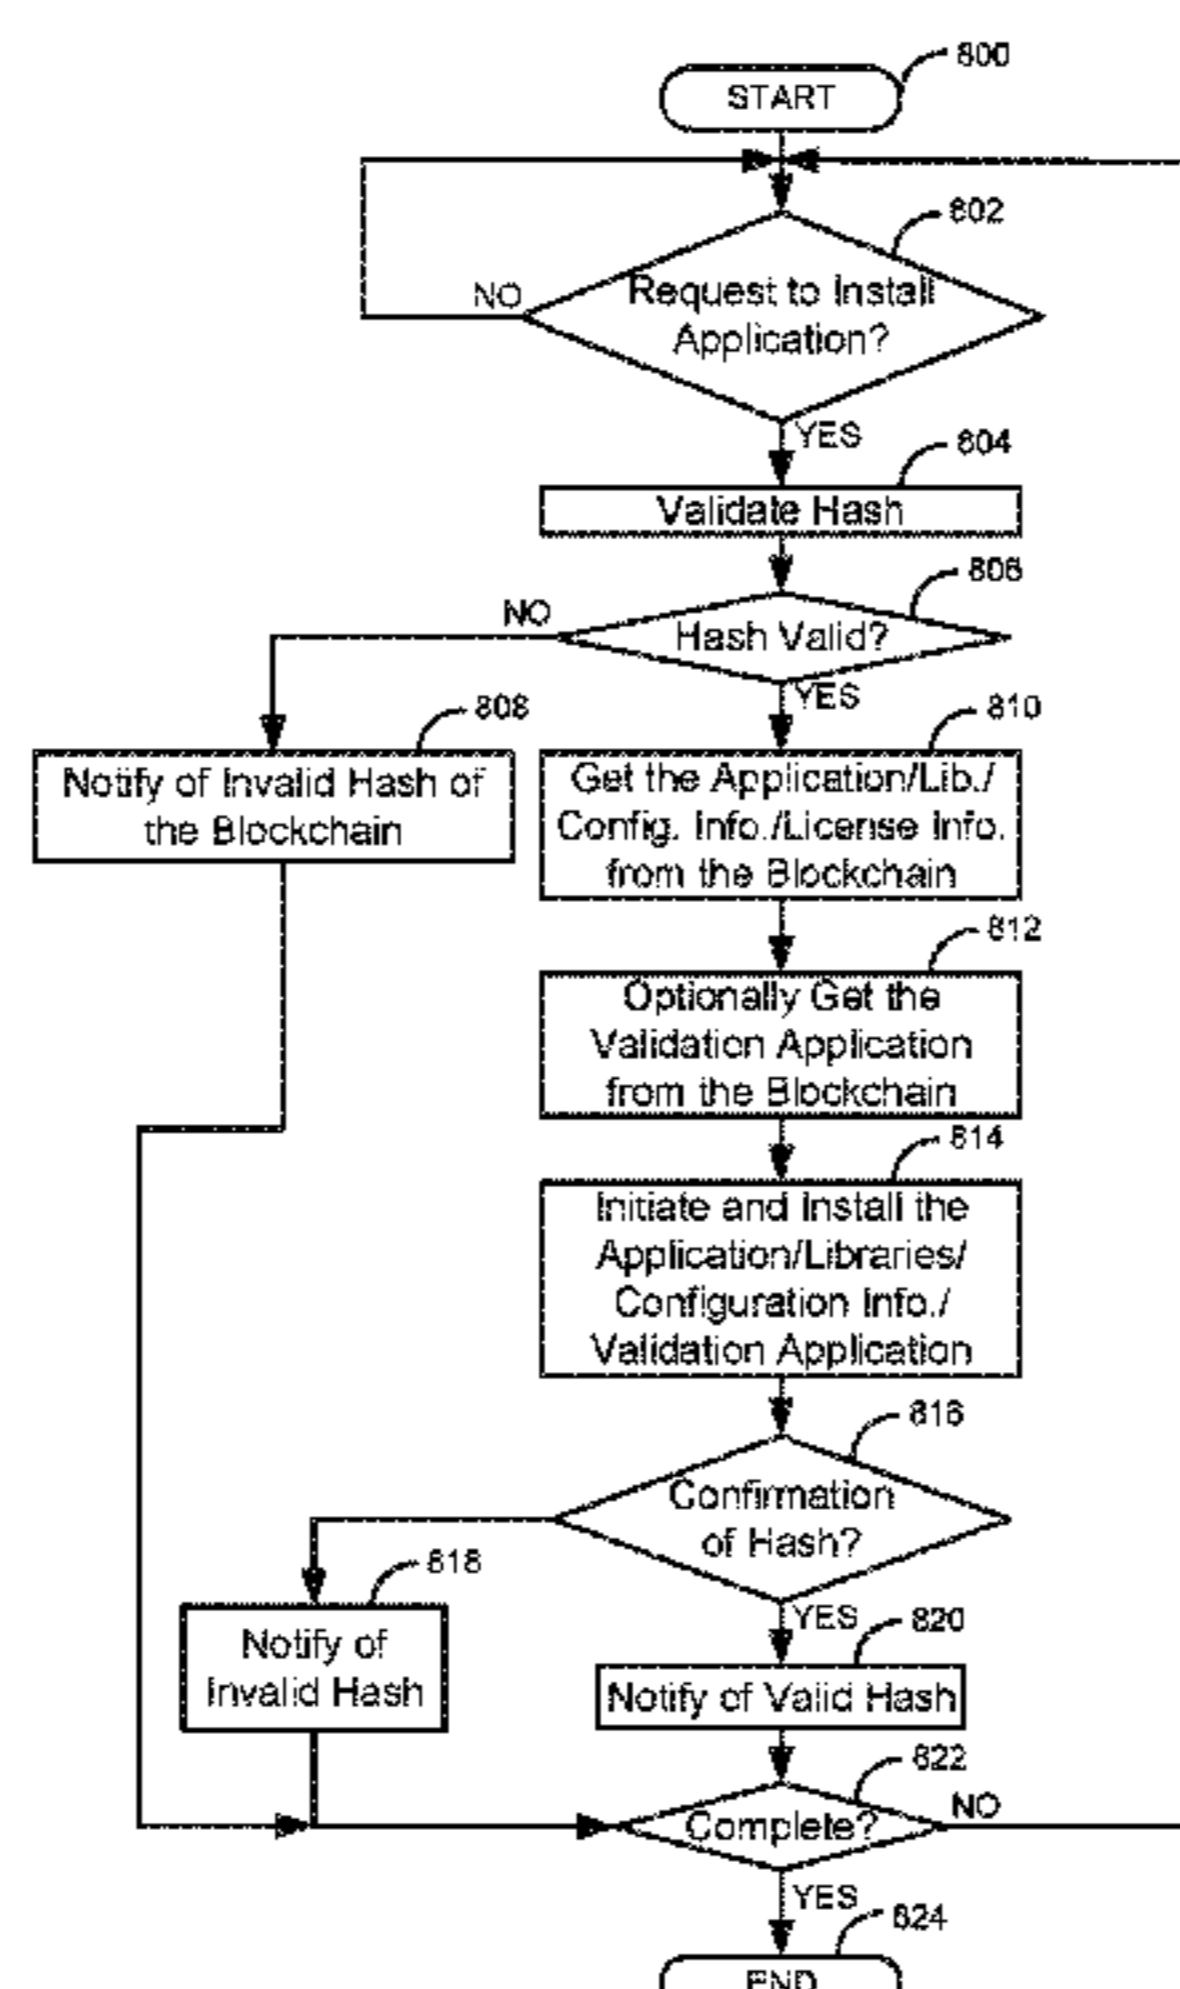 800
START
802
NO
Request to Install
Application?
YES
804
Validate Hash
806
NO
Hash Valid?
YES
808
810
Notify of Invalid Hash of
the Blockchain
Get the Application/Lib./
Config. Info./License Info.
from the Blockchain
812
Optionally Get the
Validation Application
from the Blockchain
814
Initiate and Install the
Application/Libraries/
Configuration Info./
Validation Application
816
Confirmation
of Hash?
818
YES
820
Notify of
Invalid Hash
Notify of Valid Hash
822
NO
Complete?
YES
824
END